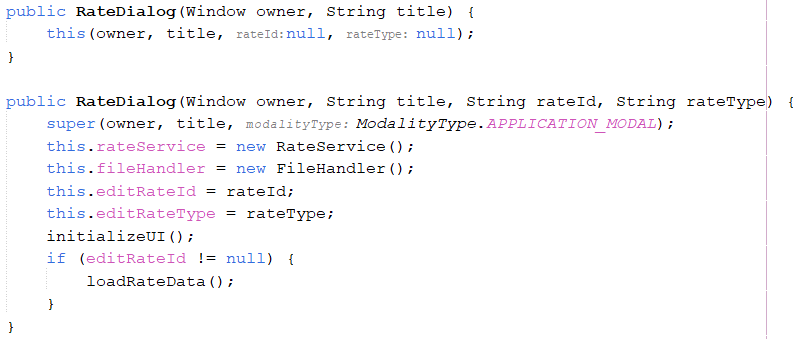 public RateDialog(Window owner, String title) {
    this(owner, title, rateId:null, rateType: null);
}
public RateDialog(Window owner, String title, String rateId, String rateType) {
    super(owner, title, modalityType: ModalityType.APPLICATION_MODAL);
    this.rateService = new RateService();
    this.fileHandler = new FileHandler();
    this.editRateId = rateId;
    this.editRateType = rateType;
    initializeUI();
    if (editRateId != null) {
        loadRateData();
    }
}